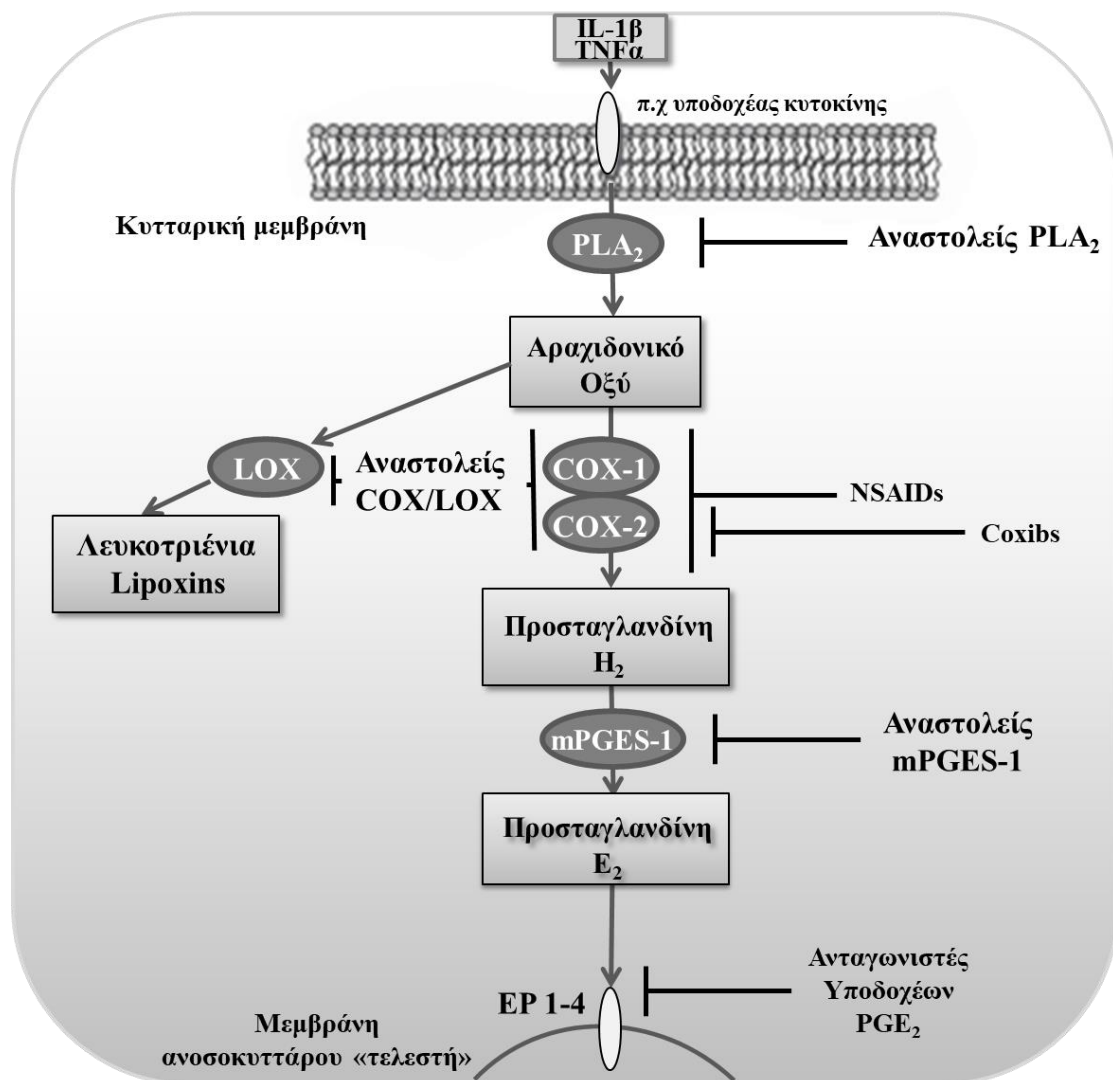 IL-1β
TNFα
π.χ υποδοχέας κυτοκίνης
Κυτταρική μεμβράνη
PLA₂
Αναστολείς PLA₂
Αραχιδονικό
Οξύ
LOX
Αναστολείς
COX/LOX
COX-1
COX-2
NSAIDs
Coxibs
Λευκοτριένια
Lipoxins
Προσταγλανδίνη
H₂
mPGES-1
Αναστολείς
mPGES-1
Προσταγλανδίνη
E₂
EP 1-4
Ανταγωνιστές
Υποδοχέων
PGE₂
Μεμβράνη
ανοσοκυττάρου «τελεστή»